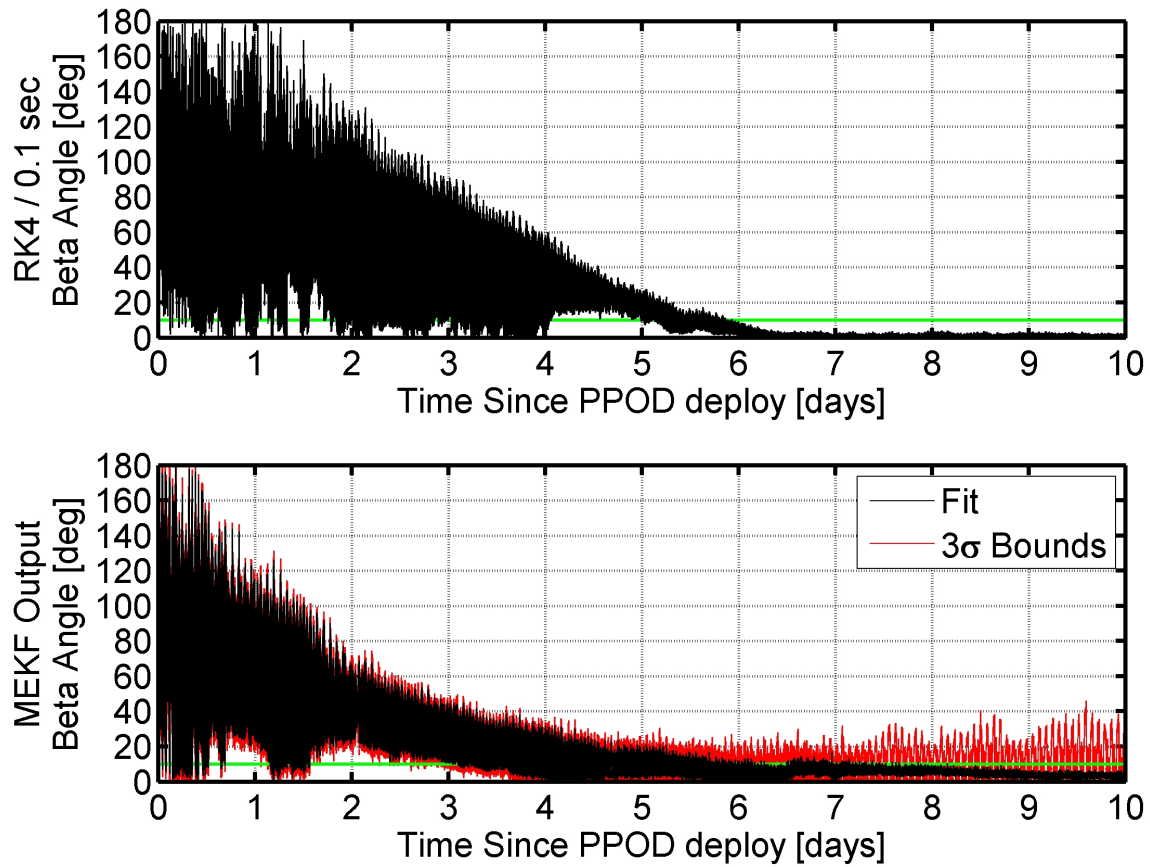 180
160
140
120
100
80
60
40
20
0
RK4 / 0.1 sec
Beta Angle [deg]
0 1 2 3 4 5 6 7 8 9 10
Time Since PPOD deploy [days]
180
160
140
120
100
80
60
40
20
0
MEKF Output
Beta Angle [deg]
Fit
3σ Bounds
0 1 2 3 4 5 6 7 8 9 10
Time Since PPOD deploy [days]